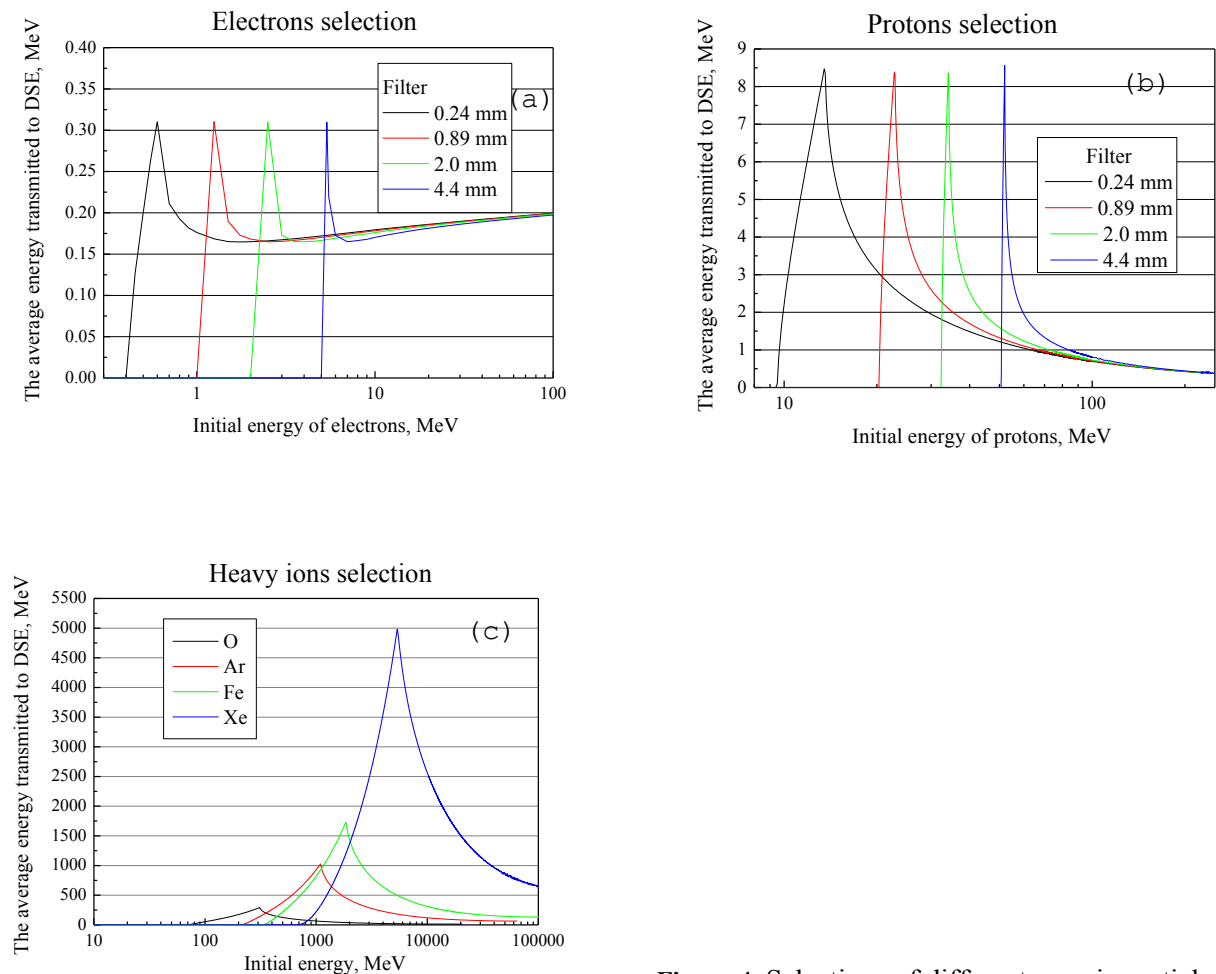 Electrons selection
The average energy transmitted to DSE, MeV
0.40
0.35
0.30
0.25
0.20
0.15
0.10
0.05
0.00
1
10
100
Initial energy of electrons, MeV
Filter
0.24 mm
0.89 mm
2.0 mm
4.4 mm
(a)
Protons selection
The average energy transmitted to DSE, MeV
9
8
7
6
5
4
3
2
1
0
10
100
Initial energy of protons, MeV
(b)
Filter
0.24 mm
0.89 mm
2.0 mm
4.4 mm
Heavy ions selection
The average energy transmitted to DSE, MeV
5500
5000
4500
4000
3500
3000
2500
2000
1500
1000
500
0
10
100
1000
10000
100000
Initial energy, MeV
O
Ar
Fe
Xe
(c)